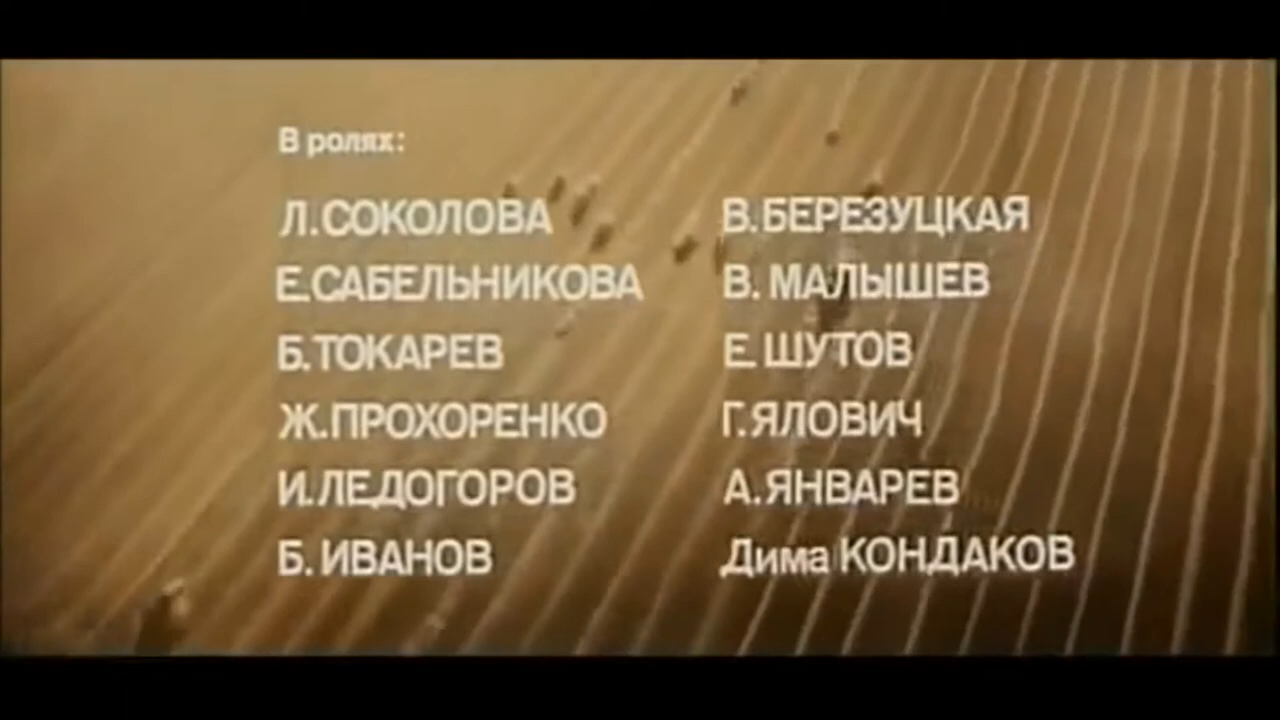 В ролях:
Л.СОКОЛОВА
Е.САБЕЛЬНИКОВА
Б.ТОКАРЕВ
Ж.ПРОХОРЕНКО
И.ЛЕДОГОРОВ
Б. ИВАНОВ
В.БЕРЕЗУЦКАЯ
В. МАЛЫШЕВ
Е. ШУТОВ
Г.ЯЛОВИЧ
А.ЯНВАРЕВ
Дима КОНДАКОВ